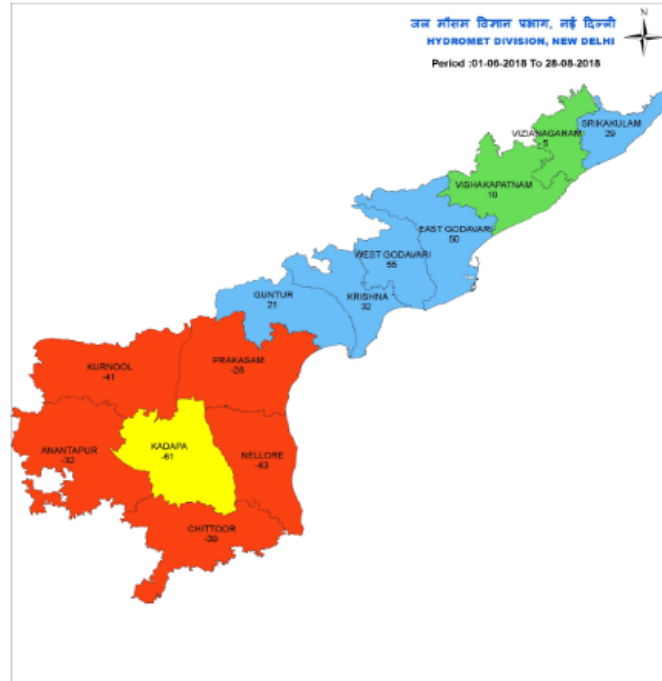 जल मौसम विज्ञान प्रभाग, नई दिल्ली
HYDROMET DIVISION, NEW DELHI
N
Period :01-06-2018 To 28-08-2018
SRIKAKULAM
29
VIZIANAGARAM
5
VISHAKAPATNAM
10
EAST GODAVARI
50
WEST GODAVARI
55
KRISHNA
32
GUNTUR
21
PRAKASAM
-28
KURNOOL
-41
KADAPA
-61
ANANTAPUR
-32
NELLORE
-43
CHITTOOR
-39